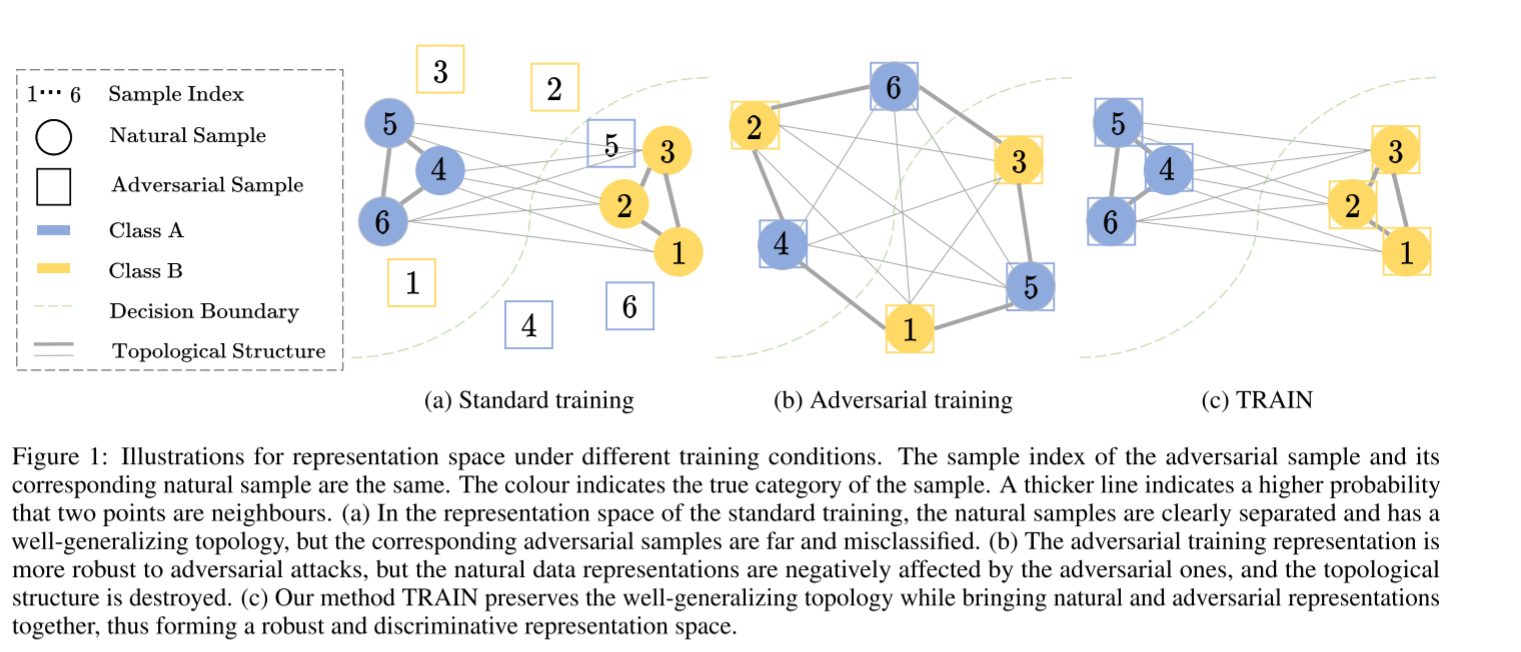 1⋯ 6 Sample Index
Natural Sample
Adversarial Sample
Class A
Class B
Decision Boundary
Topological Structure
3
2
5
5
3
4
2
6
1
1
6
4
(a) Standard training
6
2
3
4
5
1
(b) Adversarial training
5
3
4
2
6
1
(c) TRAIN
Figure 1: Illustrations for representation space under different training conditions. The sample index of the adversarial sample and its
corresponding natural sample are the same. The colour indicates the true category of the sample. A thicker line indicates a higher probability
that two points are neighbours. (a) In the representation space of the standard training, the natural samples are clearly separated and has a
well-generalizing topology, but the corresponding adversarial samples are far and misclassified. (b) The adversarial training representation is
more robust to adversarial attacks, but the natural data representations are negatively affected by the adversarial ones, and the topological
structure is destroyed. (c) Our method TRAIN preserves the well-generalizing topology while bringing natural and adversarial representations
together, thus forming a robust and discriminative representation space.